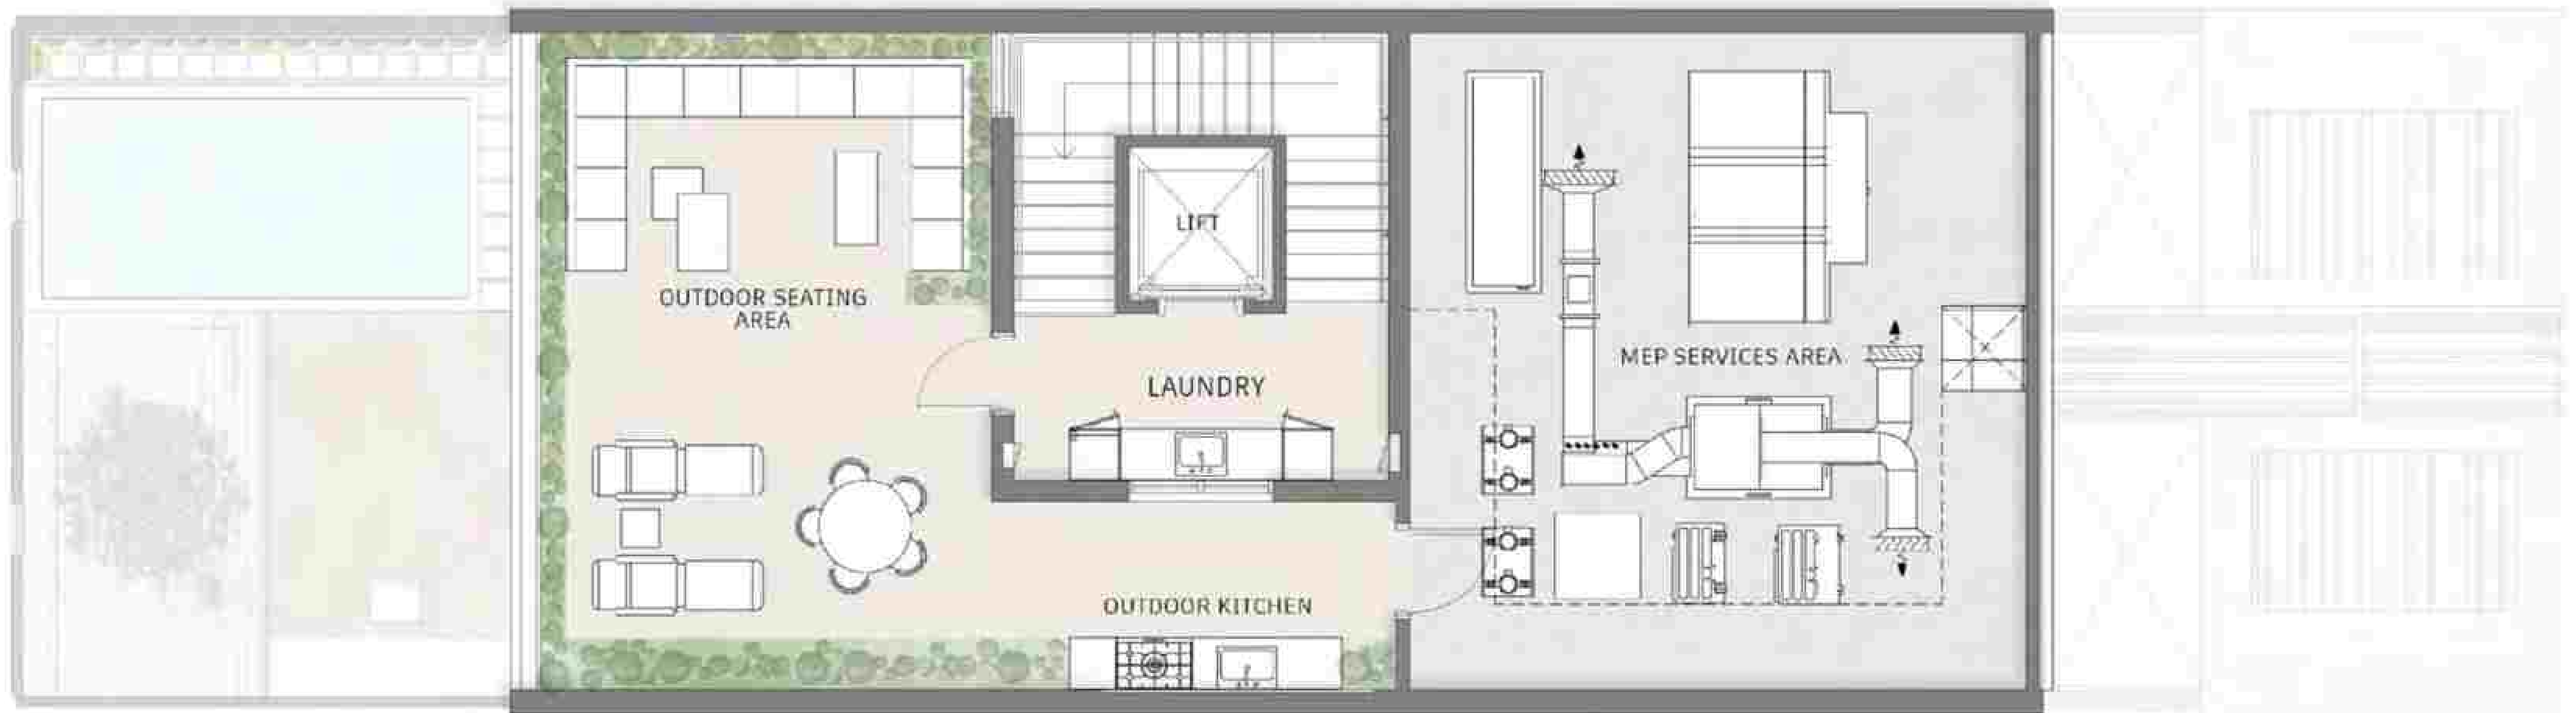 LIFT
OUTDOOR SEATING
AREA
MEP SERVICES AREA
LAUNDRY
OUTDOOR KITCHEN